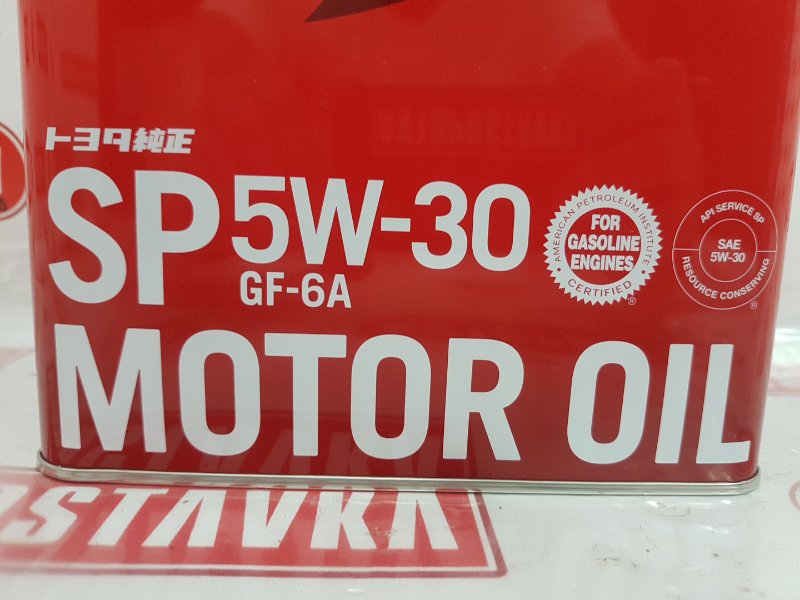 トヨタ純正
SP 5W-30
GF-6A
MOTOR OIL
AMERICAN PETROLEUM INSTITUTE
FOR
GASOLINE
ENGINES
CERTIFIED
®
API SERVICE SP
SAE
5W-30
RESOURCE CONSERVING
®
OSTAVKA